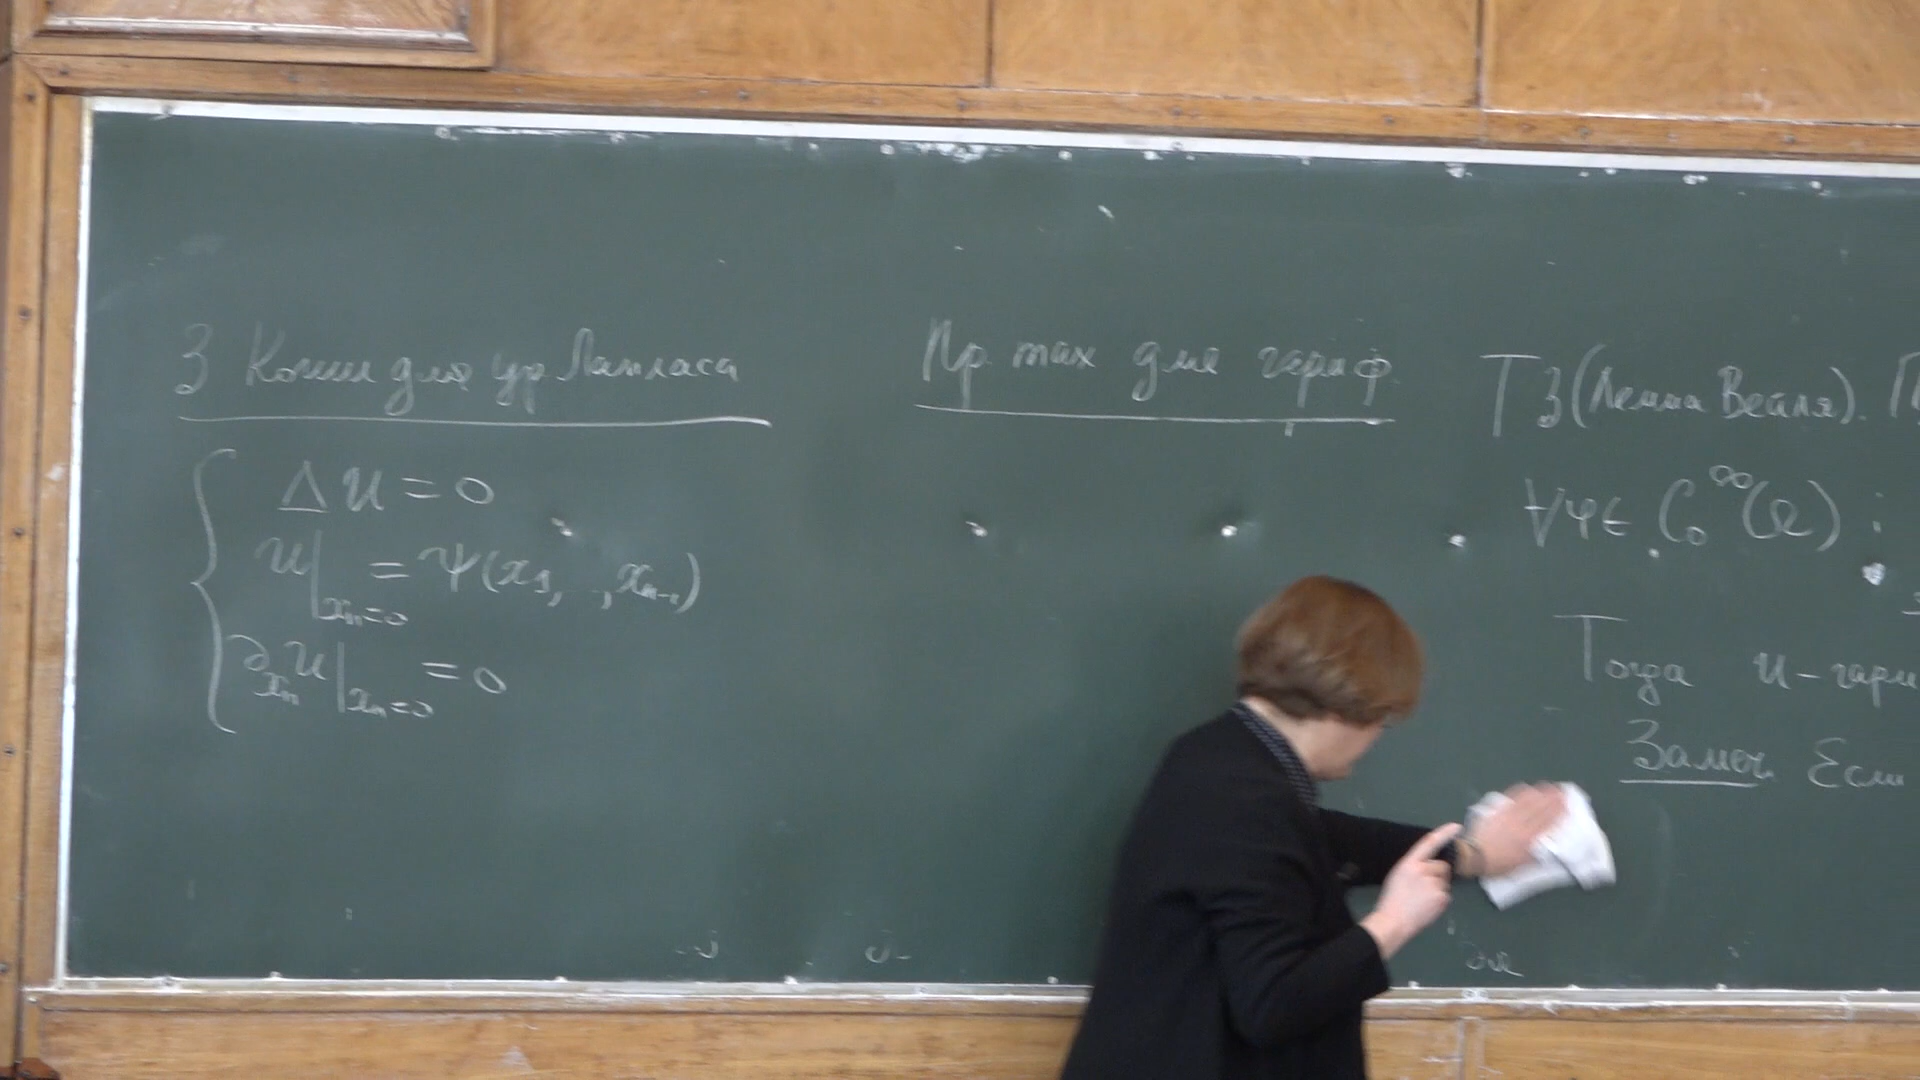 З Коши для ур Лапласа
Δu = 0
u|_{xₙ=0} = ψ(x₁, .., xₙ₋₁)
∂_{xₙ}u|_{xₙ=0} = 0
Пр. max для гарм ф.
Т 3 (Лемма Вейля). П
∀φ∈ C₀^∞(Ω) :
Тогда u – гарм
Замеч. Если